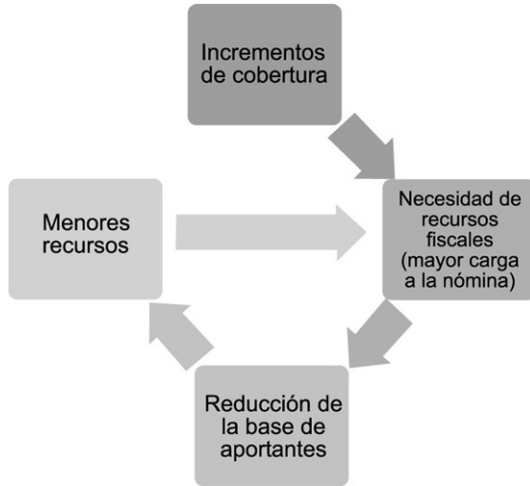 Incrementos
de cobertura
Menores
recursos
Necesidad de
recursos
fiscales
(mayor carga
a la nómina)
Reducción de
la base de
aportantes